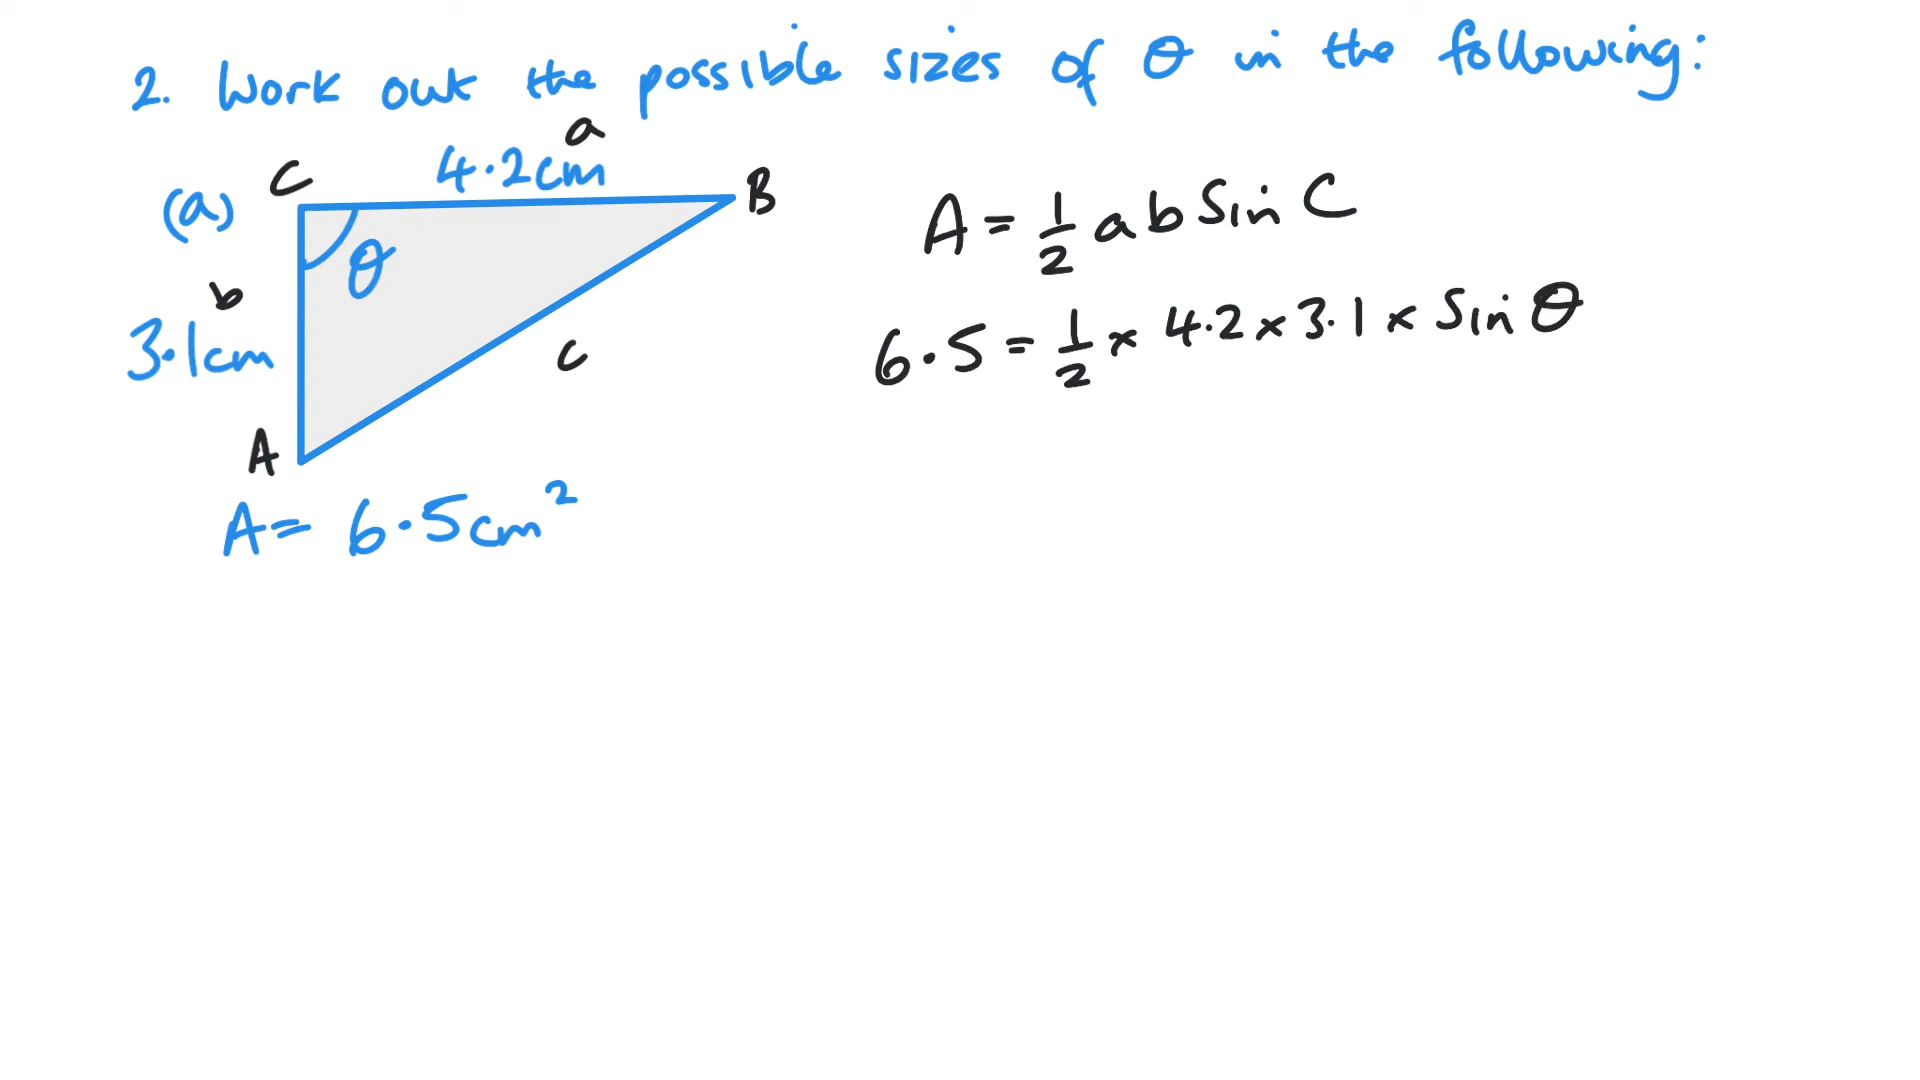 2. Work out the possible sizes of θ in the following:
(a)
C
4.2cm
a
B
θ
b
3.1cm
c
A
A = 6.5cm²
A = 1/2 a b Sin C
6.5 = 1/2 × 4.2 × 3.1 × Sin θ